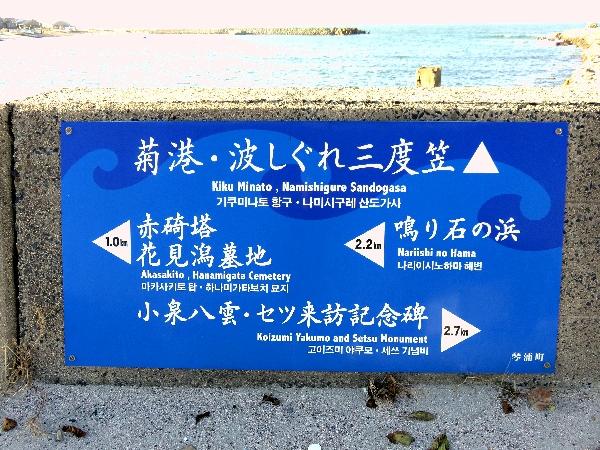 菊港・波しぐれ三度笠
Kiku Minato , Namishigure Sandogasa
기쿠미나토 항구・나미시구레 산도가사
1.0km
赤碕塔
花見潟墓地
Akasakito , Hanamigata Cemetery
아카사키토 탑・하나미가타보치 묘지
2.2km
鳴り石の浜
Nariishi no Hama
나리이시노하마 해변
小泉八雲・セツ来訪記念碑
Koizumi Yakumo and Setsu Monument
고이즈미 야쿠모・세쓰 기념비
2.7km
琴浦町